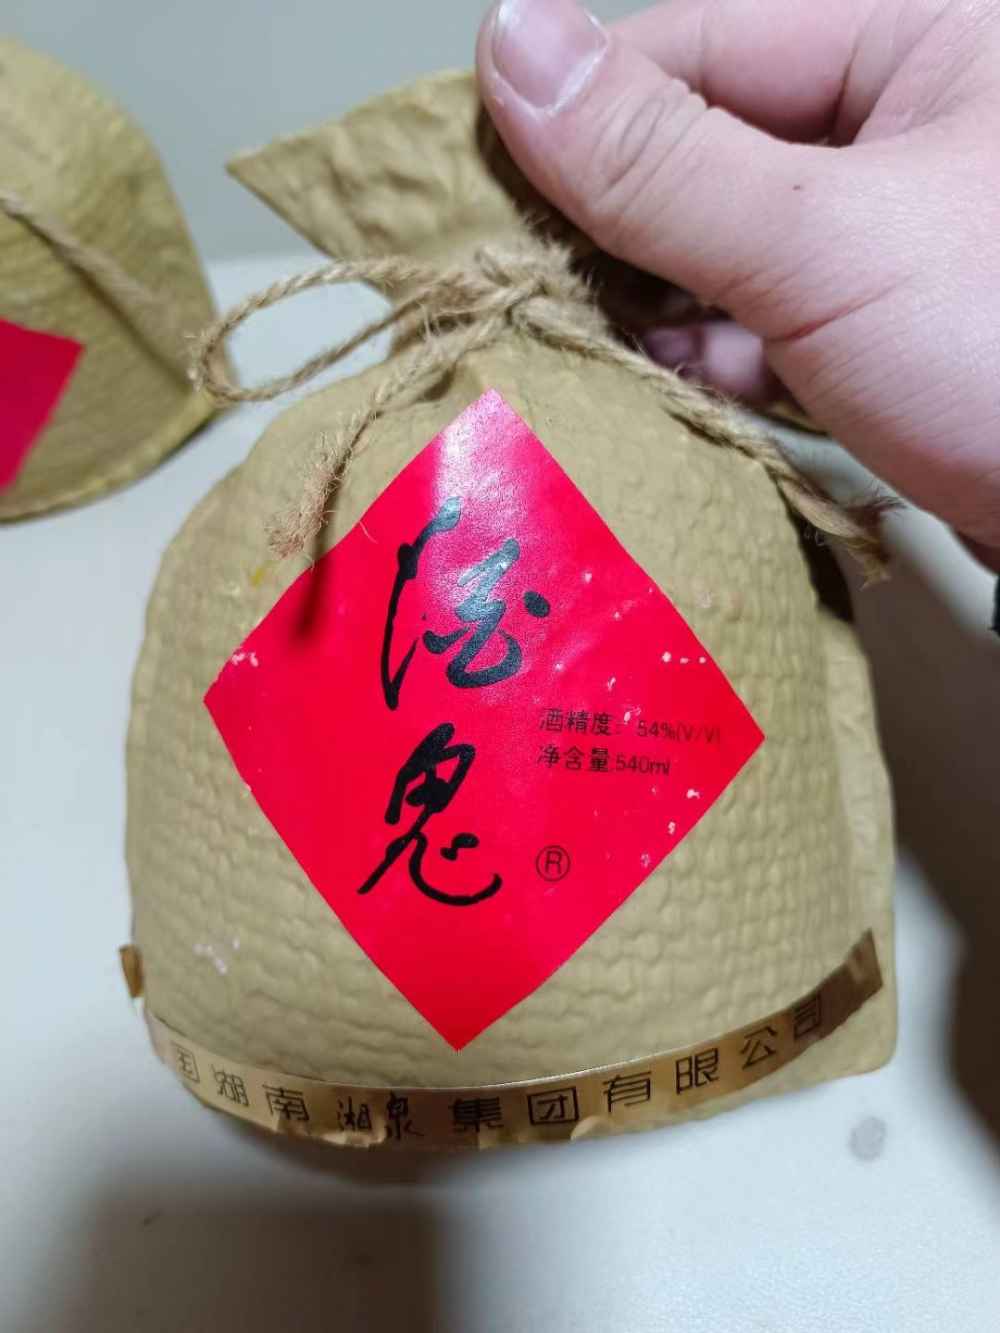 酒鬼
酒精度：54%(V/V)
净含量:540ml
®
国湖南湘泉集团有限公司